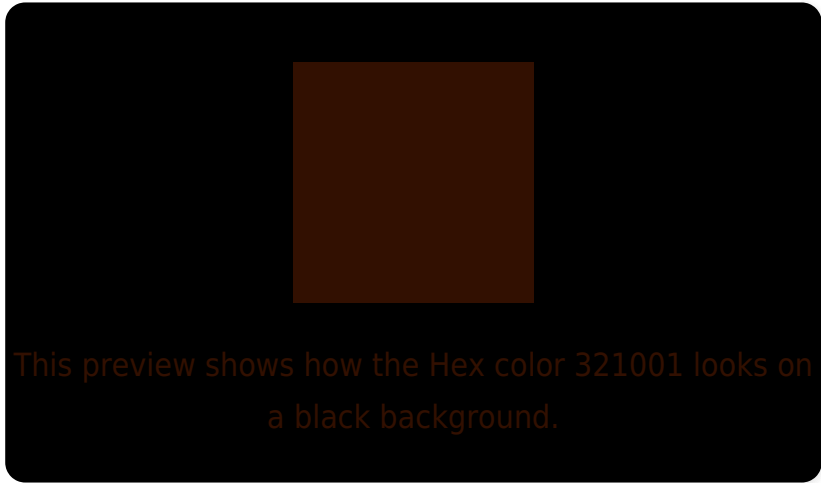 This preview shows how the Hex color 321001 looks on
a black background.